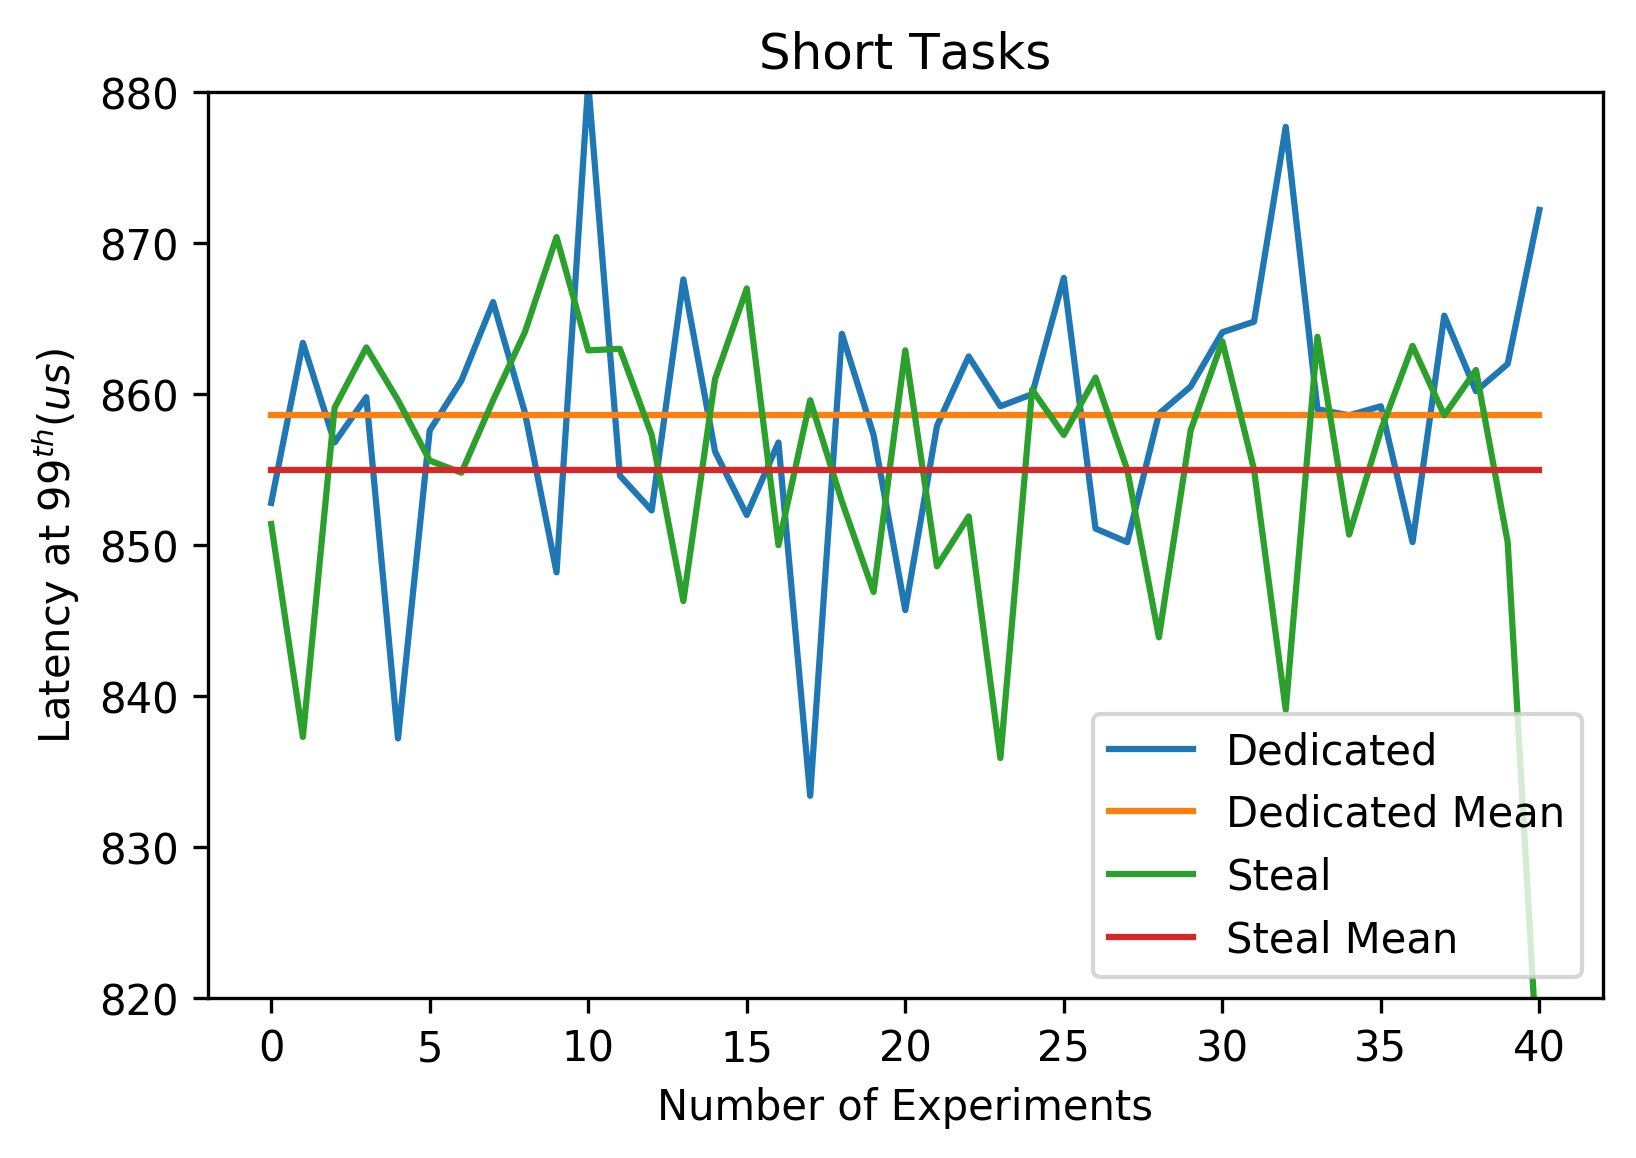 Short Tasks
880
870
860
850
840
830
820
Latency at 99th(us)
0 5 10 15 20 25 30 35 40
Number of Experiments
Dedicated
Dedicated Mean
Steal
Steal Mean